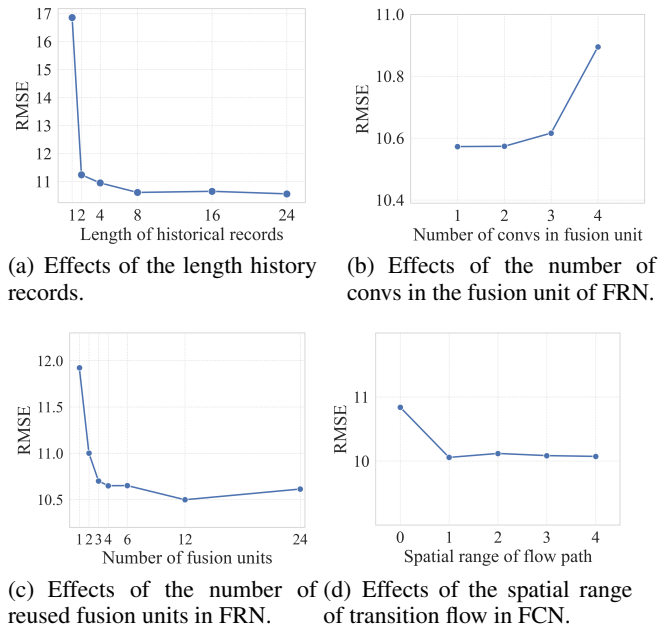 17
16
15
14
13
12
11
RMSE
1 2 4 8 16 24
Length of historical records
(a) Effects of the length history
records.
11.0
10.8
10.6
10.4
RMSE
1 2 3 4
Number of convs in fusion unit
(b) Effects of the number of
convs in the fusion unit of FRN.
12.0
11.5
11.0
10.5
RMSE
1 2 3 4 6 12 24
Number of fusion units
(c) Effects of the number of
reused fusion units in FRN.
11
10
RMSE
0 1 2 3 4
Spatial range of flow path
(d) Effects of the spatial range
of transition flow in FCN.